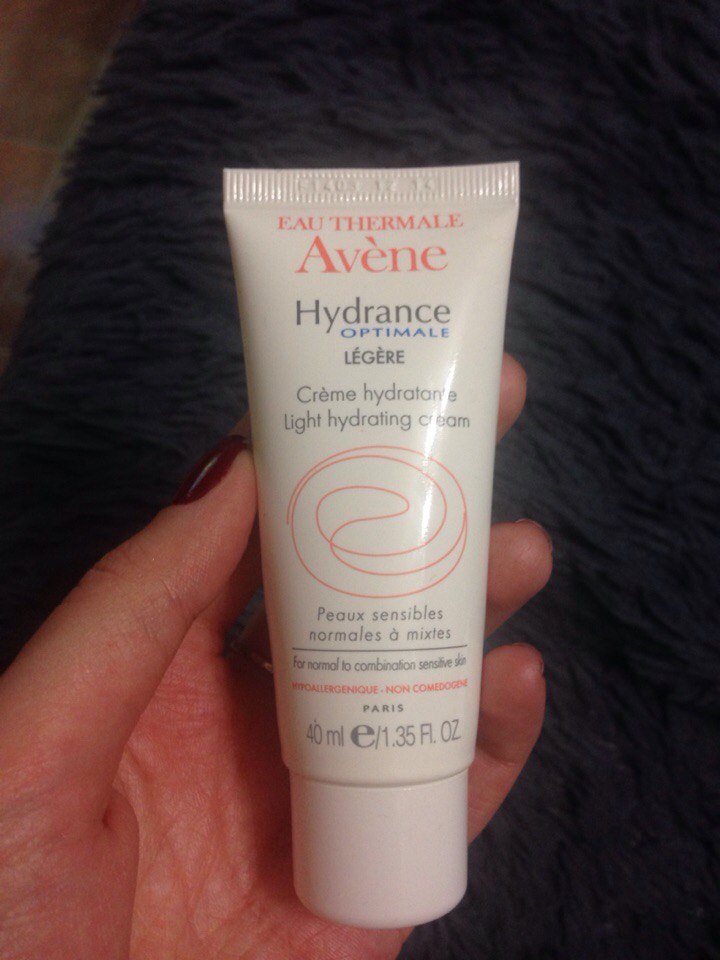 EAU THERMALE
Avène
Hydrance
OPTIMALE
LÉGÈRE
Crème hydratante
Light hydrating cream
Peaux sensibles
normales à mixtes
For normal to combination sensitive skin
HYPOALLERGENIQUE - NON COMEDOGENE
PARIS
40 ml e/1.35 Fl. OZ.